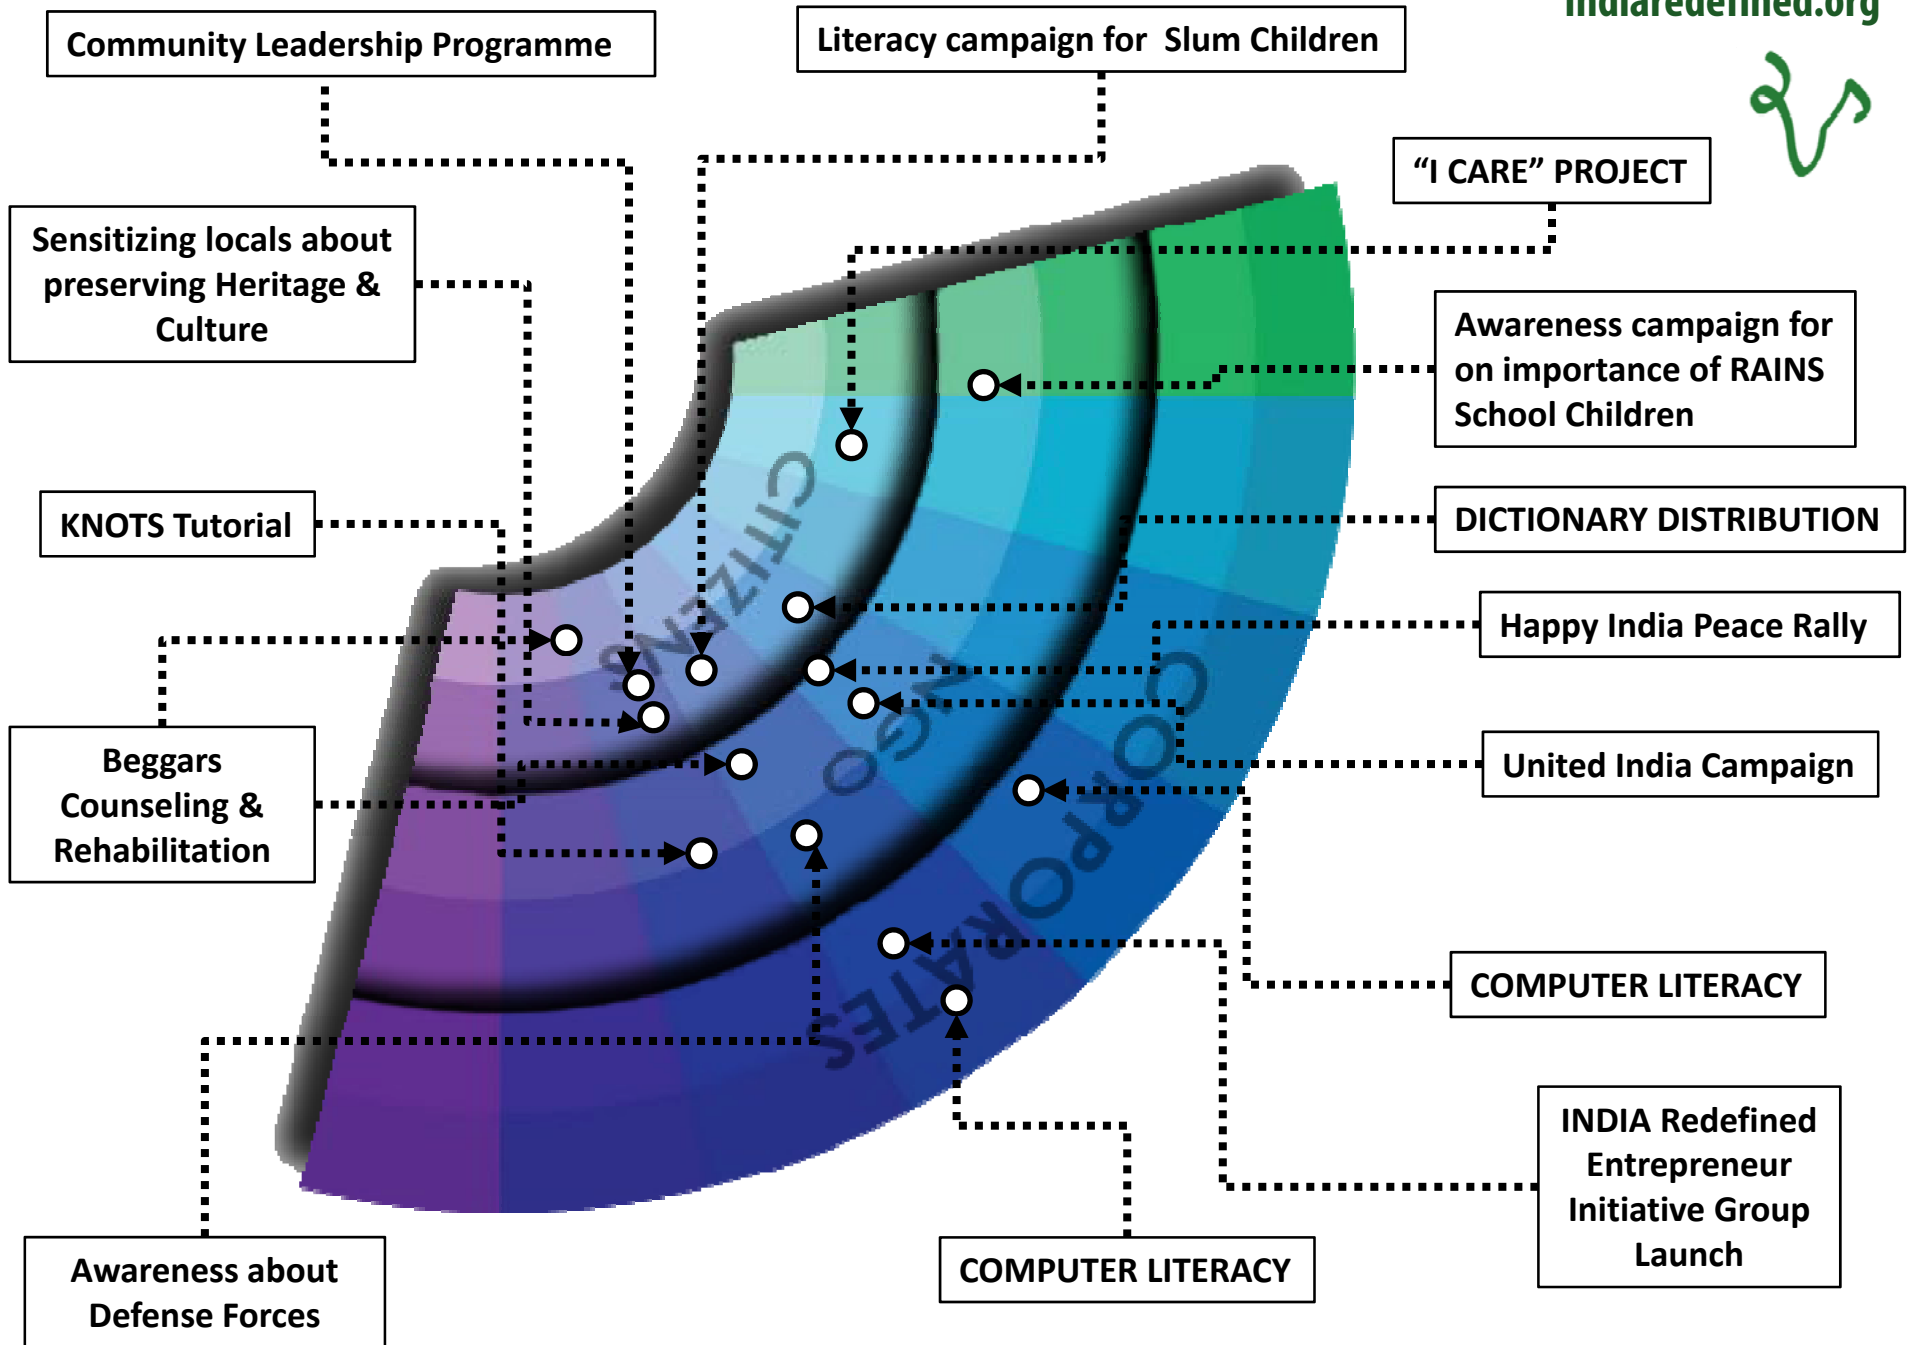 indiaredefined.org
Community Leadership Programme
Literacy campaign for Slum Children
“I CARE” PROJECT
Sensitizing locals about
preserving Heritage &
Culture
Awareness campaign for
on importance of RAINS
School Children
KNOTS Tutorial
DICTIONARY DISTRIBUTION
Happy India Peace Rally
Beggars
Counseling &
Rehabilitation
United India Campaign
CITIZENS
NGO
CORPORATES
COMPUTER LITERACY
INDIA Redefined
Entrepreneur
Initiative Group
Launch
COMPUTER LITERACY
Awareness about
Defense Forces